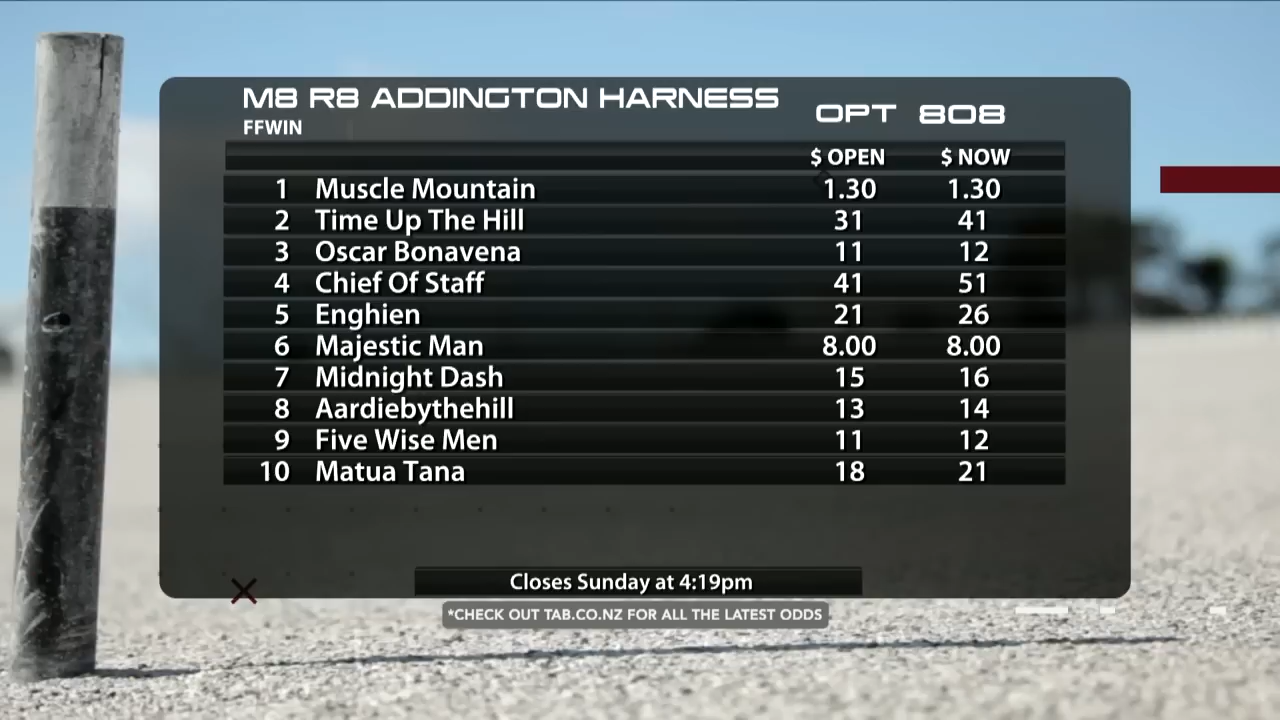 M8 R8 ADDINGTON HARNESS OPT 808
FFWIN
$ OPEN $ NOW
1 Muscle Mountain 1.30 1.30
2 Time Up The Hill 31 41
3 Oscar Bonavena 11 12
4 Chief Of Staff 41 51
5 Enghien 21 26
6 Majestic Man 8.00 8.00
7 Midnight Dash 15 16
8 Aardiebythehill 13 14
9 Five Wise Men 11 12
10 Matua Tana 18 21
Closes Sunday at 4:19pm
*CHECK OUT TAB.CO.NZ FOR ALL THE LATEST ODDS